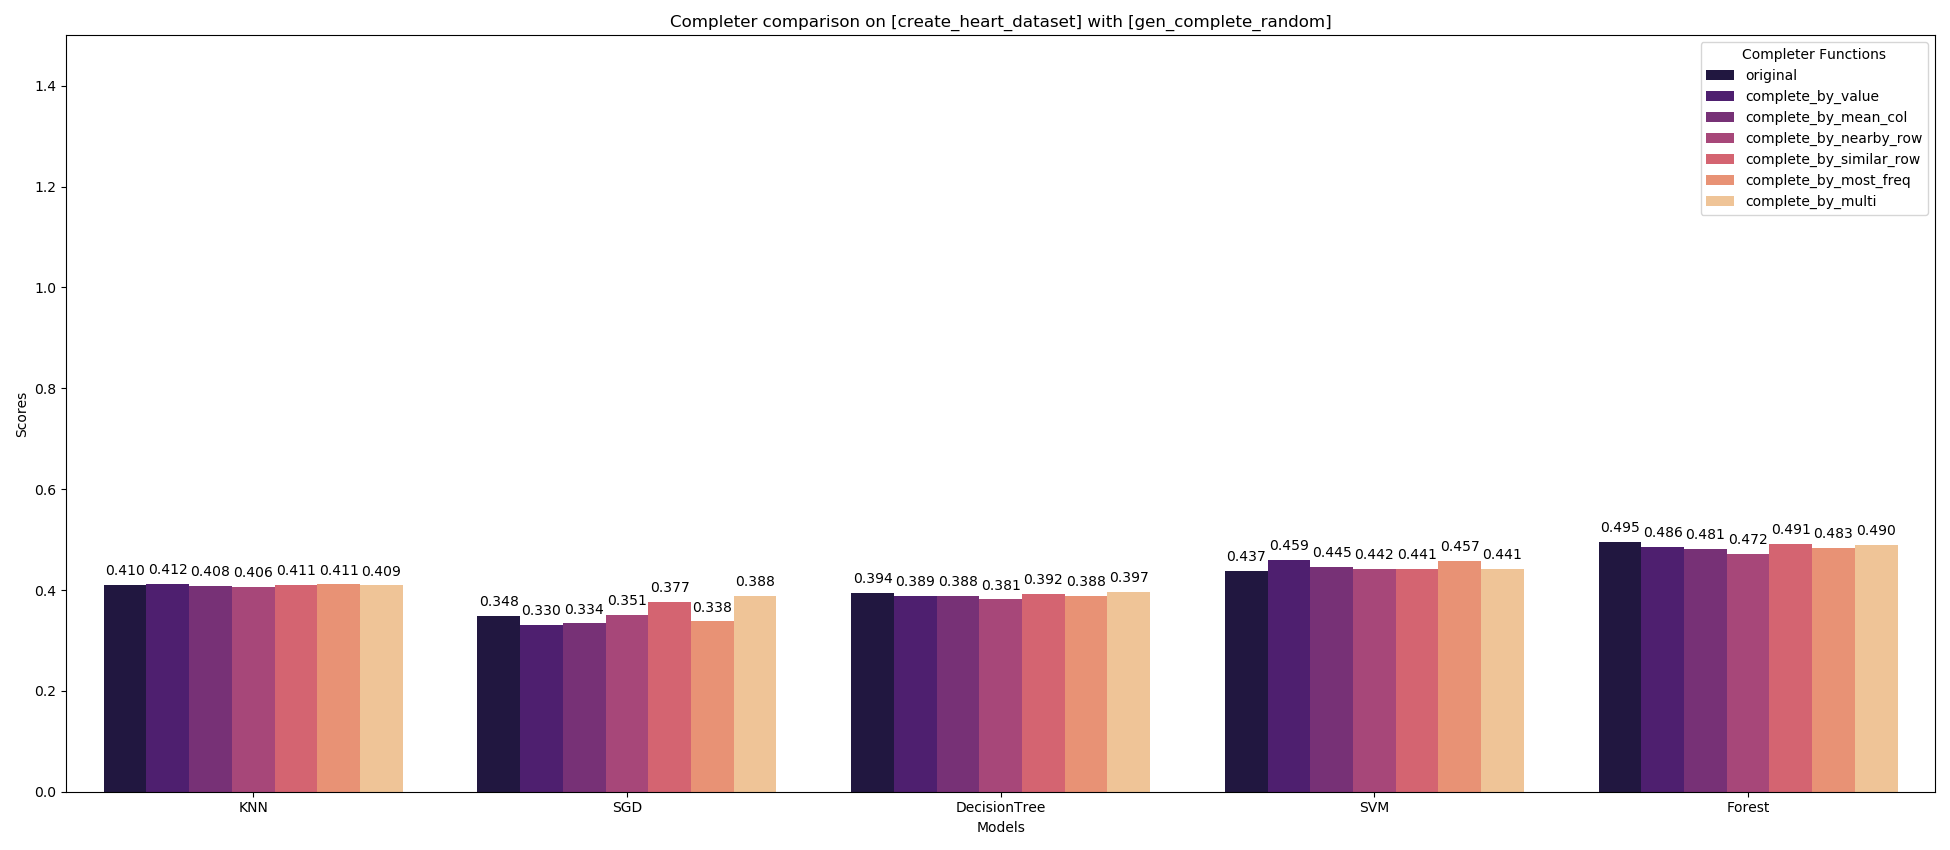 Completer comparison on [create_heart_dataset] with [gen_complete_random]
Completer Functions
original
complete_by_value
complete_by_mean_col
complete_by_nearby_row
complete_by_similar_row
complete_by_most_freq
complete_by_multi
Scores
1.4
1.2
1.0
0.8
0.6
0.4
0.2
0.0
0.410 0.412 0.408 0.406 0.411 0.411 0.409
0.348 0.330 0.334 0.351 0.377 0.338 0.388
0.394 0.389 0.388 0.381 0.392 0.388 0.397
0.437 0.459 0.445 0.442 0.441 0.457 0.441
0.495 0.486 0.481 0.472 0.491 0.483 0.490
KNN SGD DecisionTree SVM Forest
Models